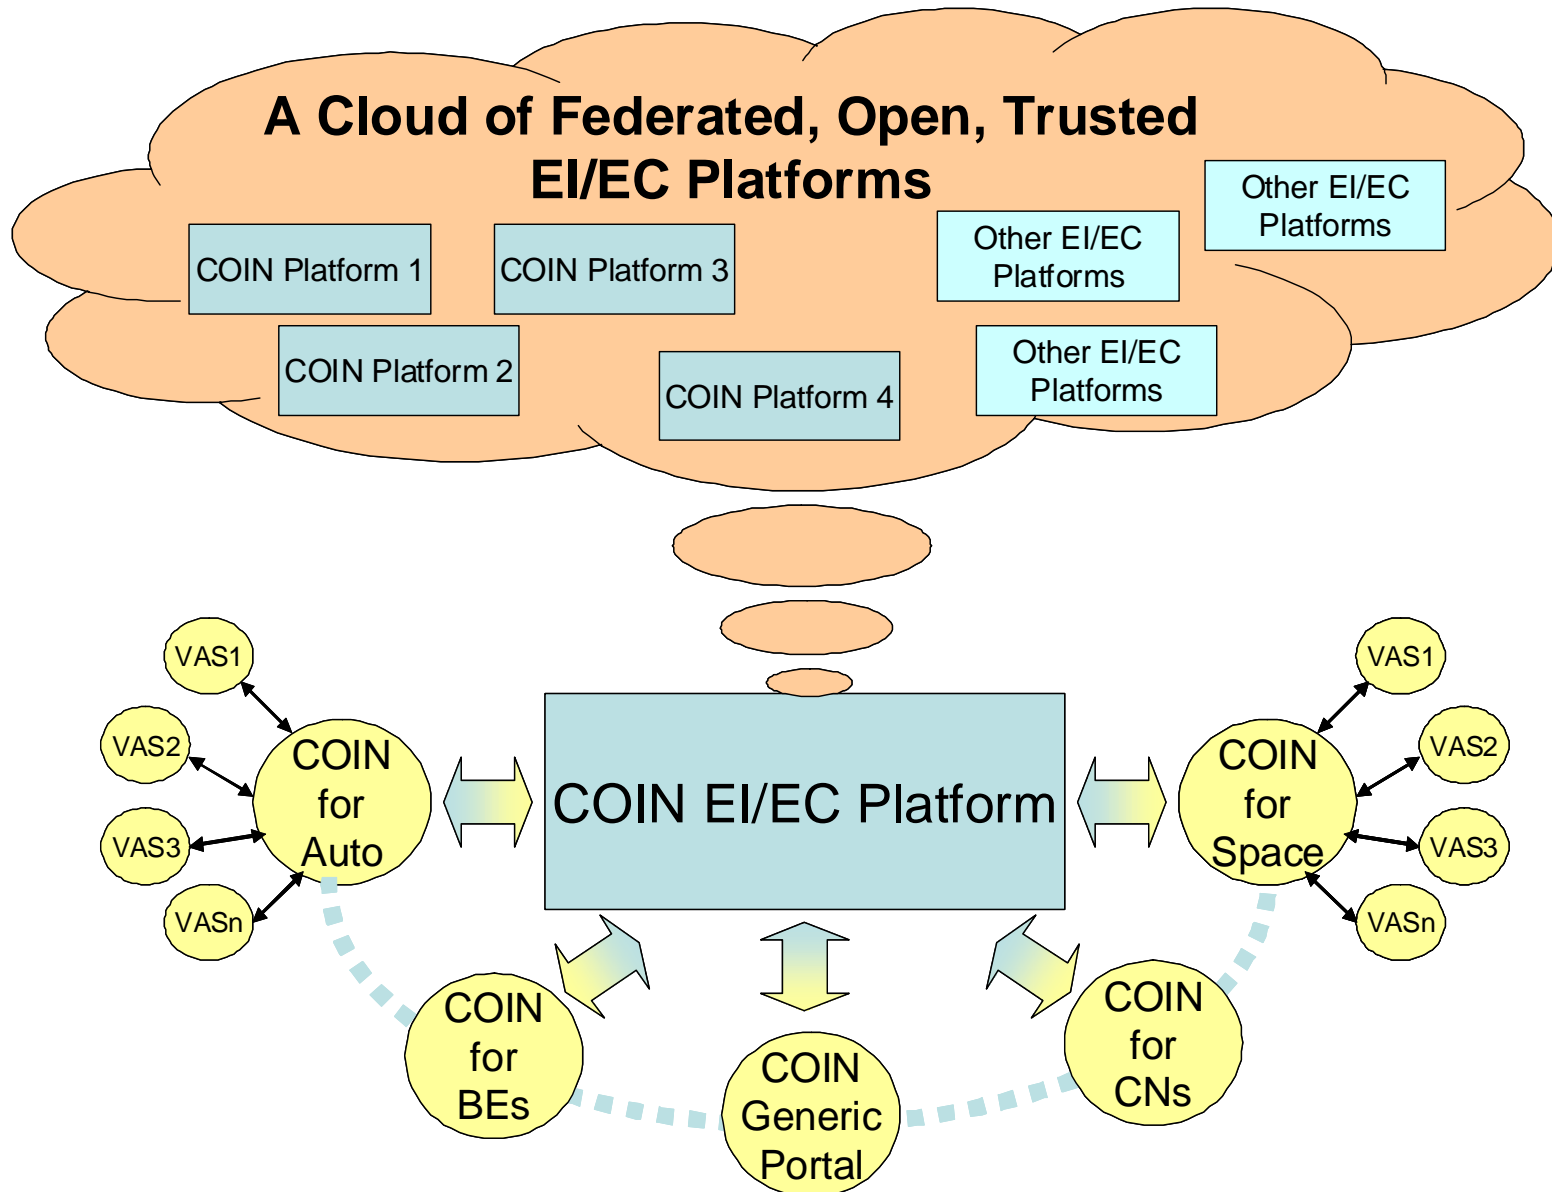 A Cloud of Federated, Open, Trusted
EI/EC Platforms
Other EI/EC
Platforms
COIN Platform 1
COIN Platform 3
Other EI/EC
Platforms
COIN Platform 2
COIN Platform 4
Other EI/EC
Platforms
VAS1
VAS2
VAS3
VASn
COIN
for
Auto
COIN EI/EC Platform
COIN
for
Space
VAS1
VAS2
VAS3
VASn
COIN
for
BEs
COIN
Generic
Portal
COIN
for
CNs